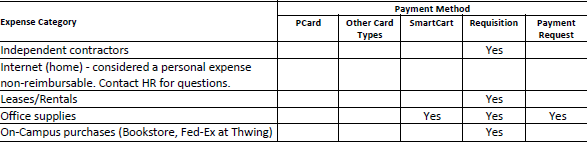 Payment Method
Expense Category PCard Other Card Types SmartCart Requisition Payment Request
Independent contractors Yes
Internet (home) - considered a personal expense
non-reimbursable. Contact HR for questions.
Leases/Rentals Yes
Office supplies Yes Yes Yes
On-Campus purchases (Bookstore, Fed-Ex at Thwing) Yes